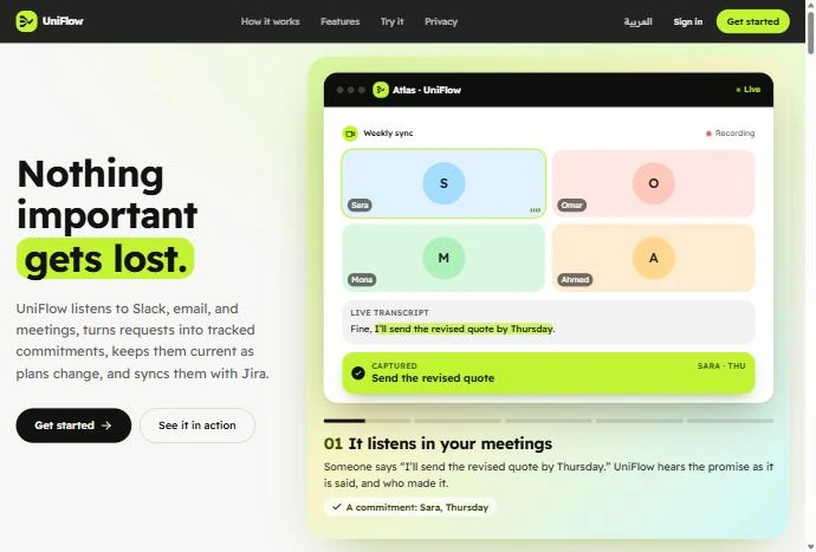 UniFlow
How it works
Features
Try it
Privacy
العربية
Sign in
Get started
Nothing
important
gets lost.
UniFlow listens to Slack, email, and
meetings, turns requests into tracked
commitments, keeps them current as
plans change, and syncs them with Jira.
Get started →
See it in action
Atlas · UniFlow
Live
Weekly sync
Recording
S
Sara
O
Omar
M
Mona
A
Ahmed
LIVE TRANSCRIPT
Fine, I'll send the revised quote by Thursday.
CAPTURED
SARA · THU
Send the revised quote
01 It listens in your meetings
Someone says “I'll send the revised quote by Thursday.” UniFlow hears the promise as it
is said, and who made it.
A commitment: Sara, Thursday